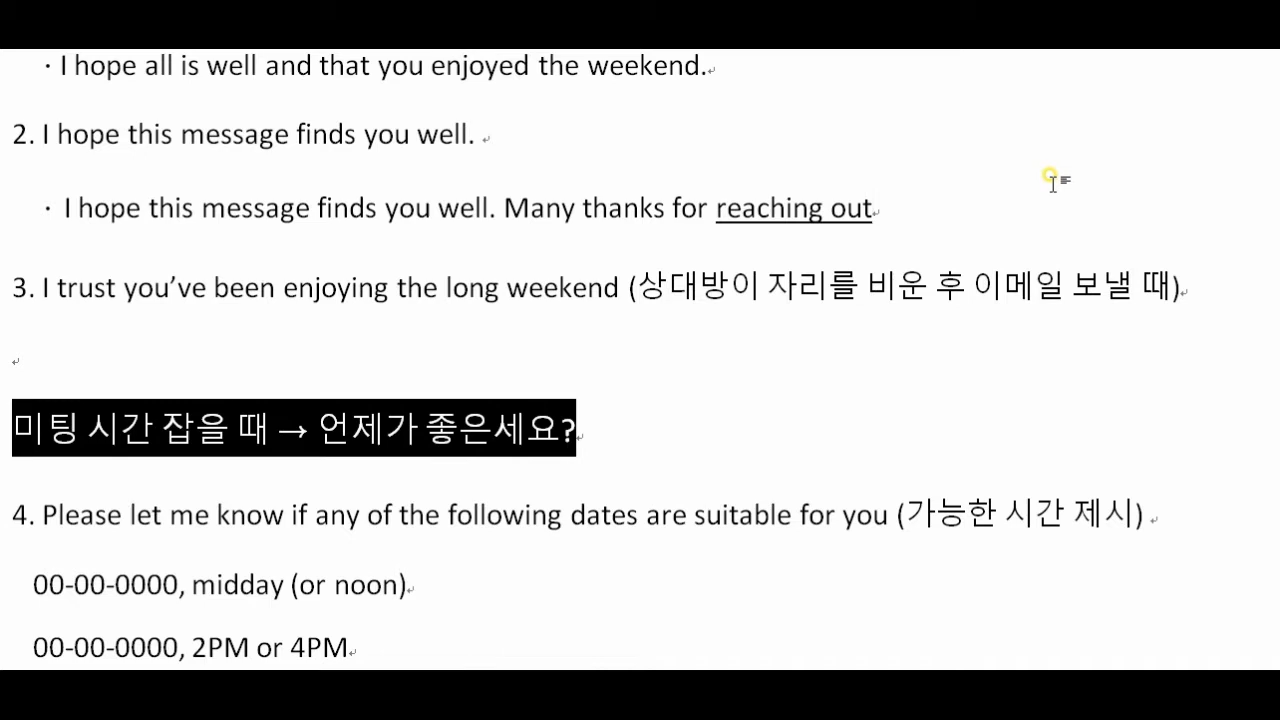 · I hope all is well and that you enjoyed the weekend.
2. I hope this message finds you well.
· I hope this message finds you well. Many thanks for reaching out
3. I trust you’ve been enjoying the long weekend (상대방이 자리를 비운 후 이메일 보낼 때)
미팅 시간 잡을 때 → 언제가 좋은세요?
4. Please let me know if any of the following dates are suitable for you (가능한 시간 제시)
00-00-0000, midday (or noon)
00-00-0000, 2PM or 4PM